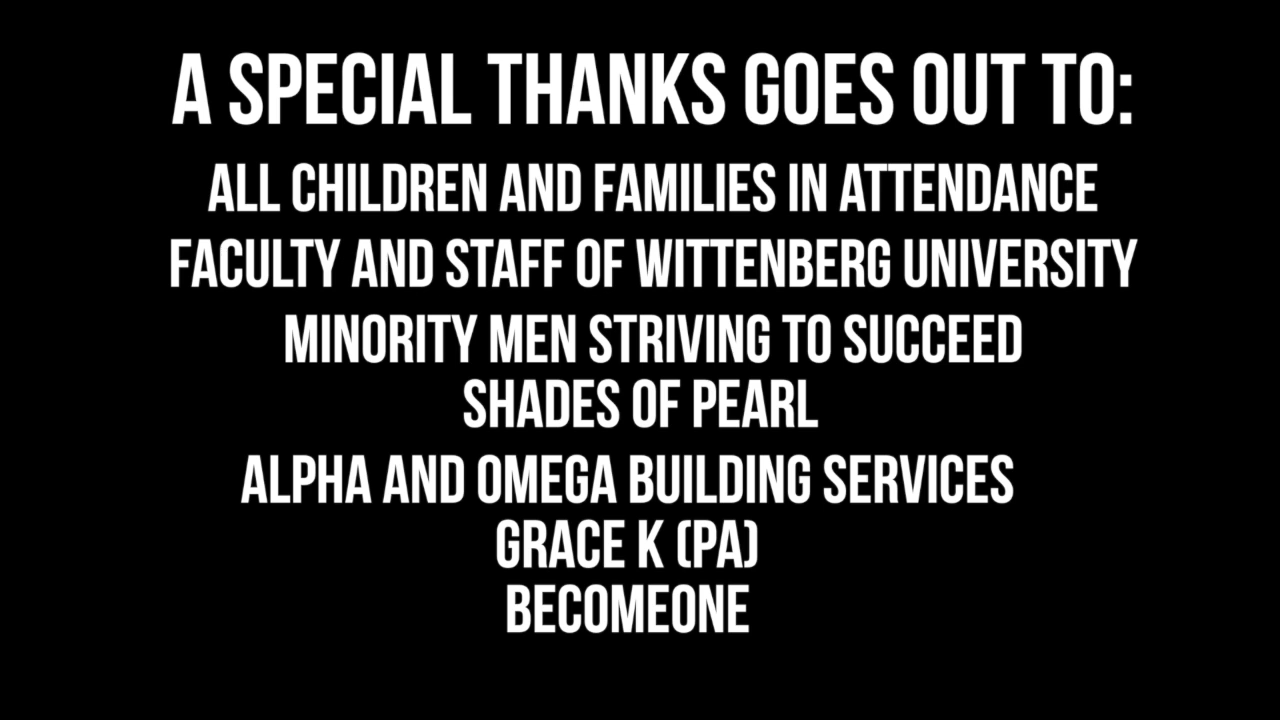 A SPECIAL THANKS GOES OUT TO:
ALL CHILDREN AND FAMILIES IN ATTENDANCE
FACULTY AND STAFF OF WITTENBERG UNIVERSITY
MINORITY MEN STRIVING TO SUCCEED
SHADES OF PEARL
ALPHA AND OMEGA BUILDING SERVICES
GRACE K (PA)
BECOMEONE